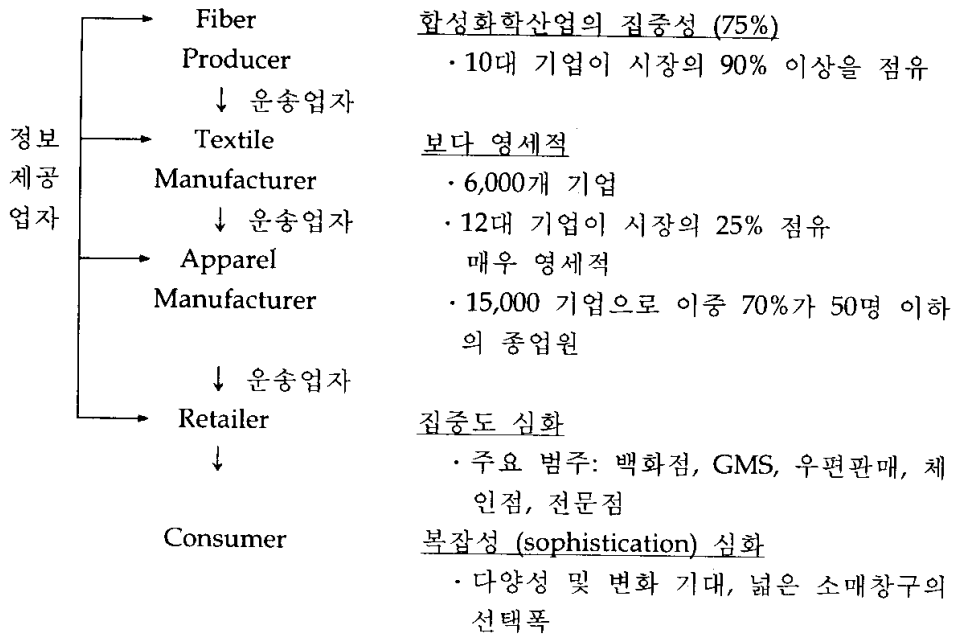 Fiber 합성화학산업의 집중성 (75%)
Producer · 10대 기업이 시장의 90% 이상을 점유
↓ 운송업자
정보 Textile 보다 영세적
제공 Manufacturer · 6,000개 기업
업자 ↓ 운송업자 · 12대 기업이 시장의 25% 점유
Apparel 매우 영세적
Manufacturer · 15,000 기업으로 이중 70%가 50명 이하
의 종업원
↓ 운송업자
Retailer 집중도 심화
↓ · 주요 범주: 백화점, GMS, 우편판매, 체
인점, 전문점
Consumer 복잡성 (sophistication) 심화
· 다양성 및 변화 기대, 넓은 소매창구의
선택폭